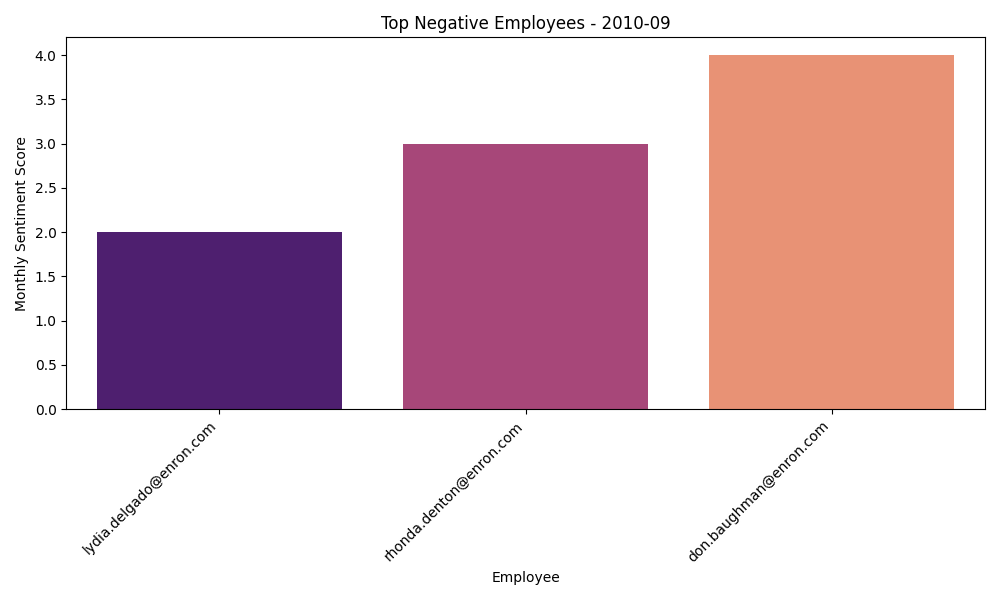 Top Negative Employees - 2010-09
Monthly Sentiment Score
4.0
3.5
3.0
2.5
2.0
1.5
1.0
0.5
0.0
lydia.delgado@enron.com
rhonda.denton@enron.com
don.baughman@enron.com
Employee